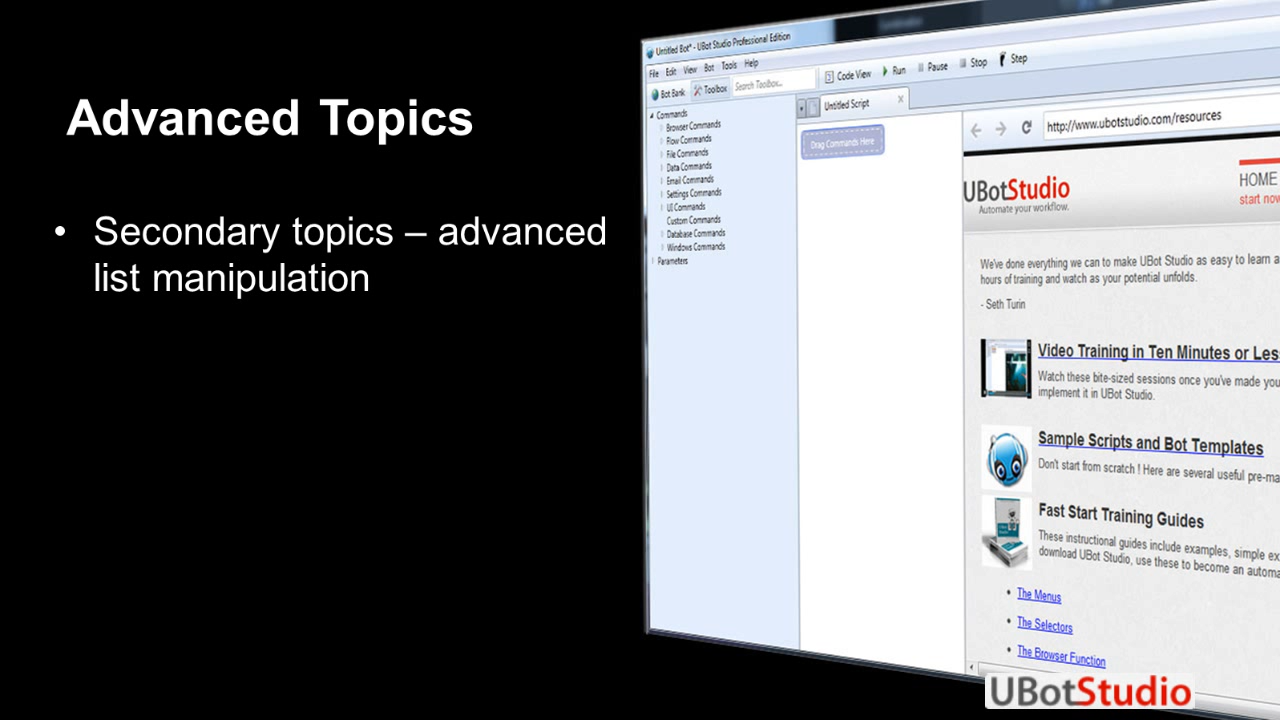 Advanced Topics
• Secondary topics – advanced
list manipulation
Untitled Bot* - UBot Studio Professional Edition
File Edit View Bot Tools Help
Bot Bank Toolbox Search Toolbox...
Code View Run Pause Stop Step
Commands
Browser Commands
Flow Commands
File Commands
Data Commands
Email Commands
Settings Commands
UI Commands
Custom Commands
Database Commands
Windows Commands
Parameters
Untitled Script x
Drag Commands Here
http://www.ubotstudio.com/resources
UBotStudio
Automate your workflow.
HOME
start now
We've done everything we can to make UBot Studio as easy to learn a
hours of training and watch as your potential unfolds.
- Seth Turin
Video Training in Ten Minutes or Les
Watch these bite-sized sessions once you've made you
implement it in UBot Studio.
Sample Scripts and Bot Templates
Don't start from scratch ! Here are several useful pre-ma
Fast Start Training Guides
These instructional guides include examples, simple ex
download UBot Studio, use these to become an automa
• The Menus
• The Selectors
• The Browser Function
UBotStudio